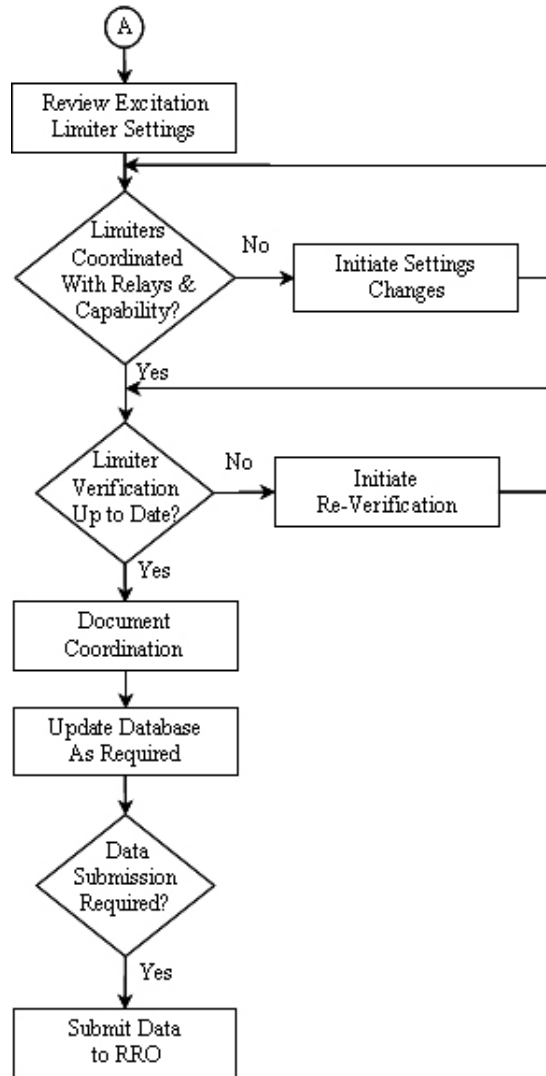 A
Review Excitation
Limiter Settings
Limiters
Coordinated
With Relays &
Capability?
No
Initiate Settings
Changes
Yes
Limiter
Verification
Up to Date?
No
Initiate
Re-Verification
Yes
Document
Coordination
Update Database
As Required
Data
Submission
Required?
Yes
Submit Data
to RRO